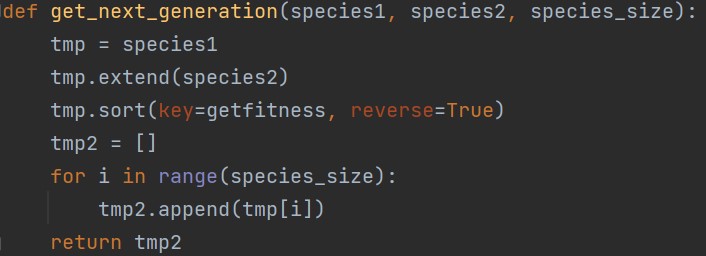 def get_next_generation(species1, species2, species_size):
    tmp = species1
    tmp.extend(species2)
    tmp.sort(key=getfitness, reverse=True)
    tmp2 = []
    for i in range(species_size):
        tmp2.append(tmp[i])
    return tmp2